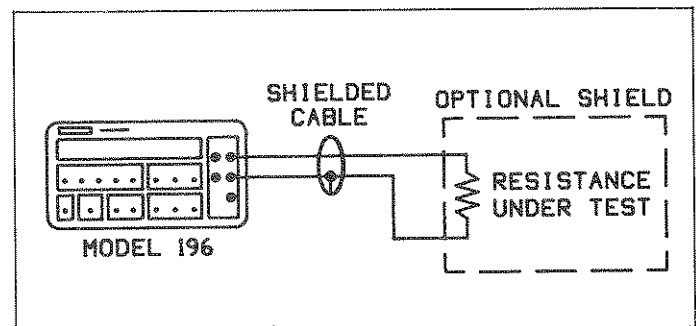 SHIELDED
CABLE
OPTIONAL SHIELD
RESISTANCE
UNDER TEST
MODEL 196